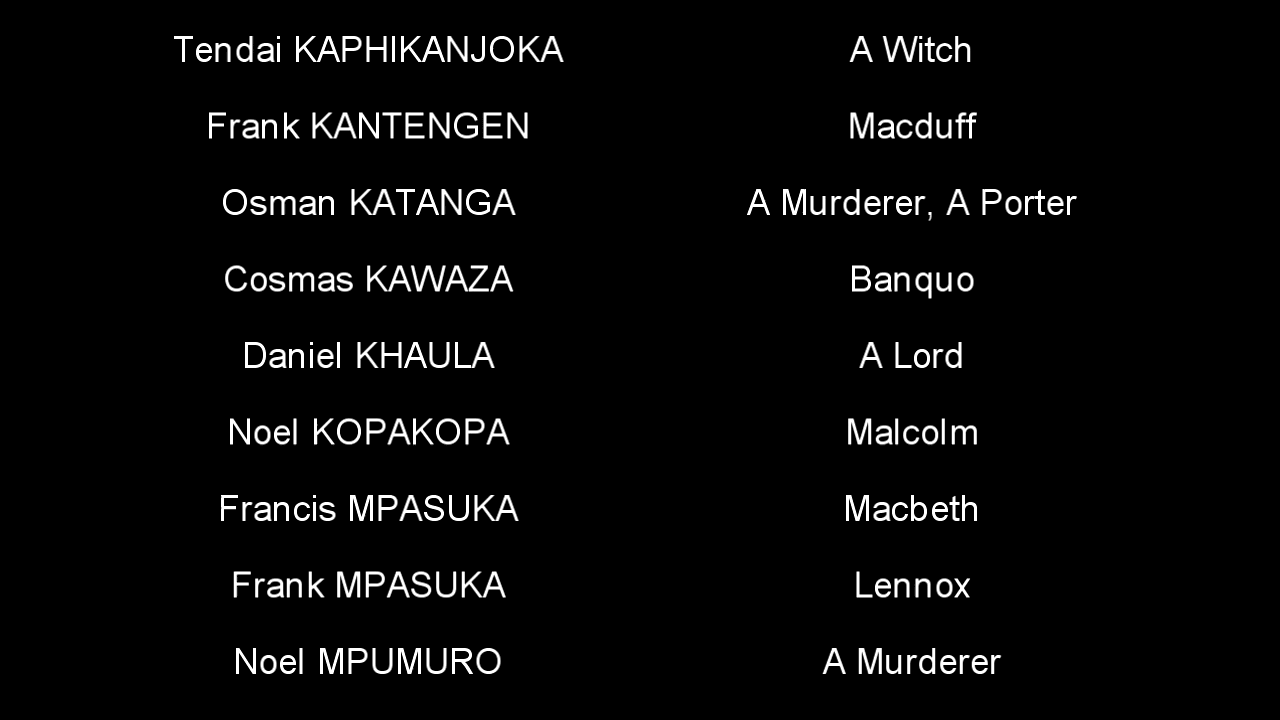 Tendai KAPHIKANJOKA A Witch
Frank KANTENGEN Macduff
Osman KATANGA A Murderer, A Porter
Cosmas KAWAZA Banquo
Daniel KHAULA A Lord
Noel KOPAKOPA Malcolm
Francis MPASUKA Macbeth
Frank MPASUKA Lennox
Noel MPUMURO A Murderer